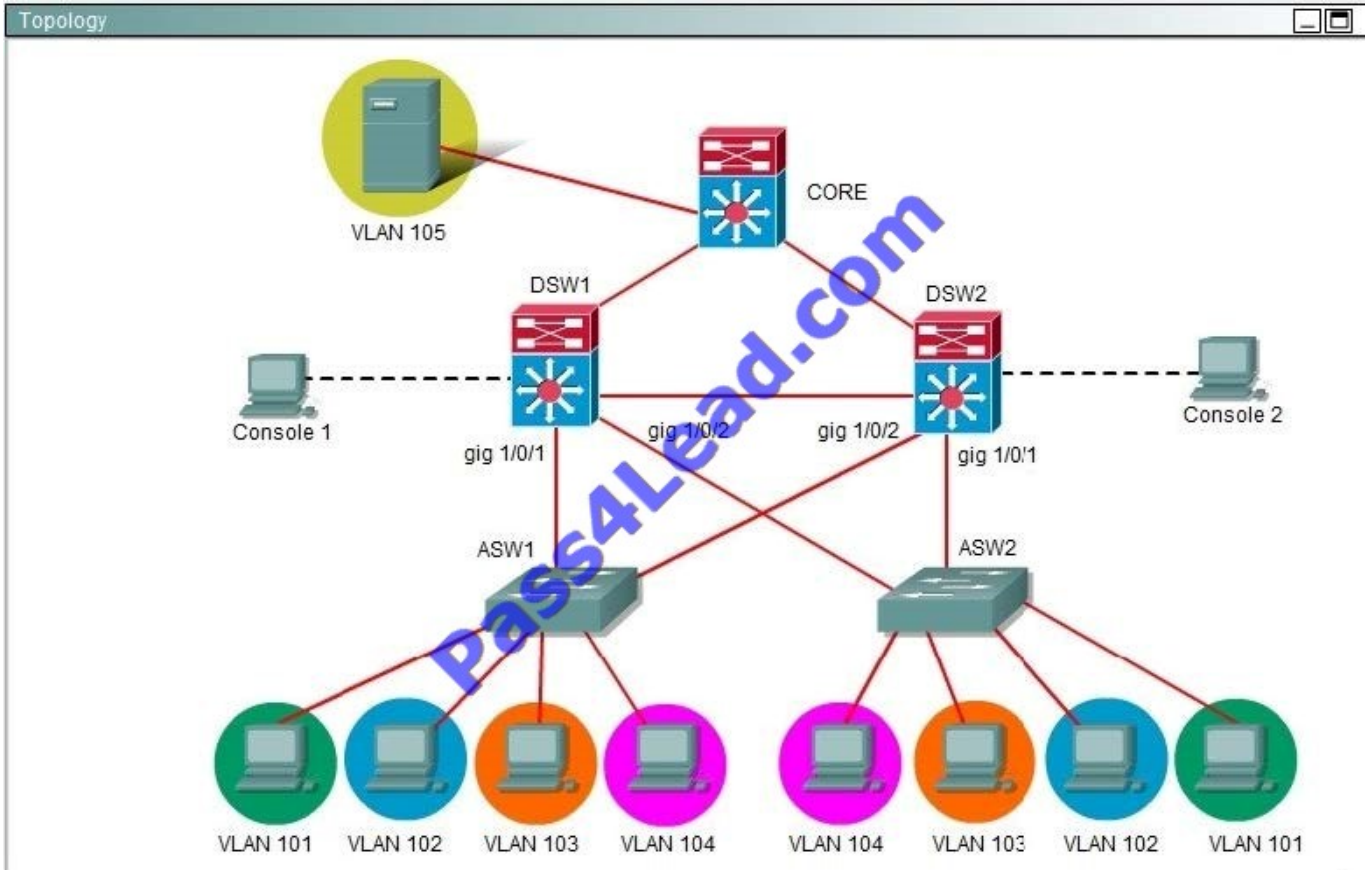 Topology
VLAN 105
CORE
DSW1
DSW2
Console 1
Console 2
gig 1/0/1
gig 1/0/2
gig 1/0/2
gig 1/0/1
ASW1
ASW2
Pass4Lead.com
VLAN 101
VLAN 102
VLAN 103
VLAN 104
VLAN 104
VLAN 103
VLAN 102
VLAN 101